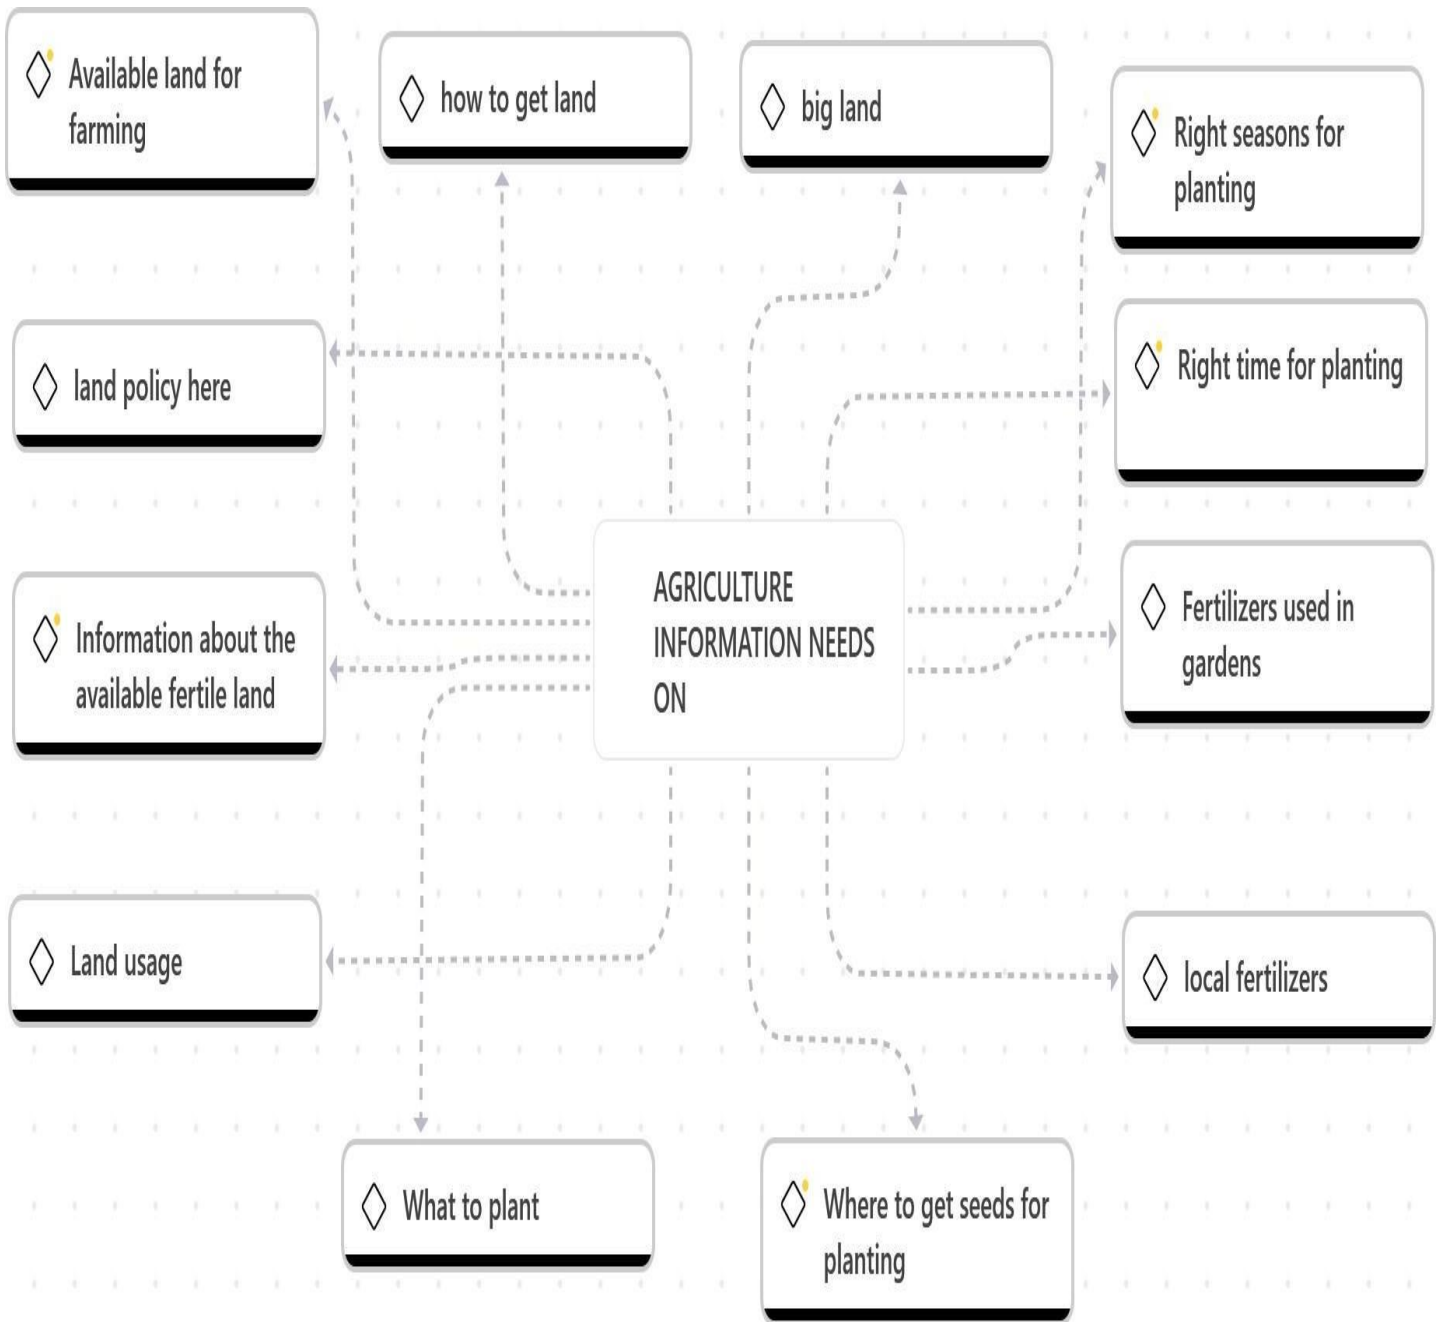 Available land for
farming
how to get land
big land
Right seasons for
planting
land policy here
Right time for planting
AGRICULTURE
INFORMATION NEEDS
ON
Information about the
available fertile land
Fertilizers used in
gardens
Land usage
local fertilizers
What to plant
Where to get seeds for
planting